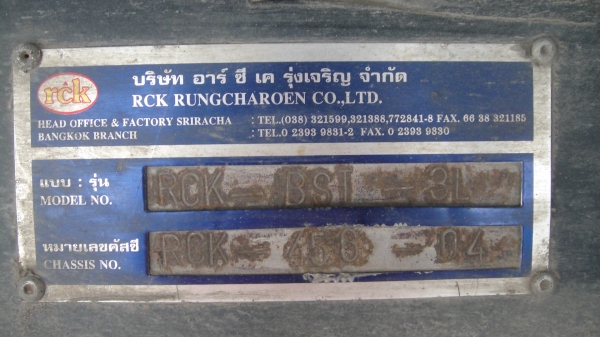 rck
บริษัท อาร์ ซี เค รุ่งเจริญ จำกัด
RCK RUNGCHAROEN CO.,LTD.
HEAD OFFICE & FACTORY SRIRACHA : TEL.(038) 321599,321388,772841-8 FAX. 66 38 321185
BANGKOK BRANCH : TEL.0 2393 9831-2 FAX. 0 2393 9830
แบบ : รุ่น
MODEL NO. RCK - BST - 3L
หมายเลขคัสซี
CHASSIS NO. RCK - 456 - 04